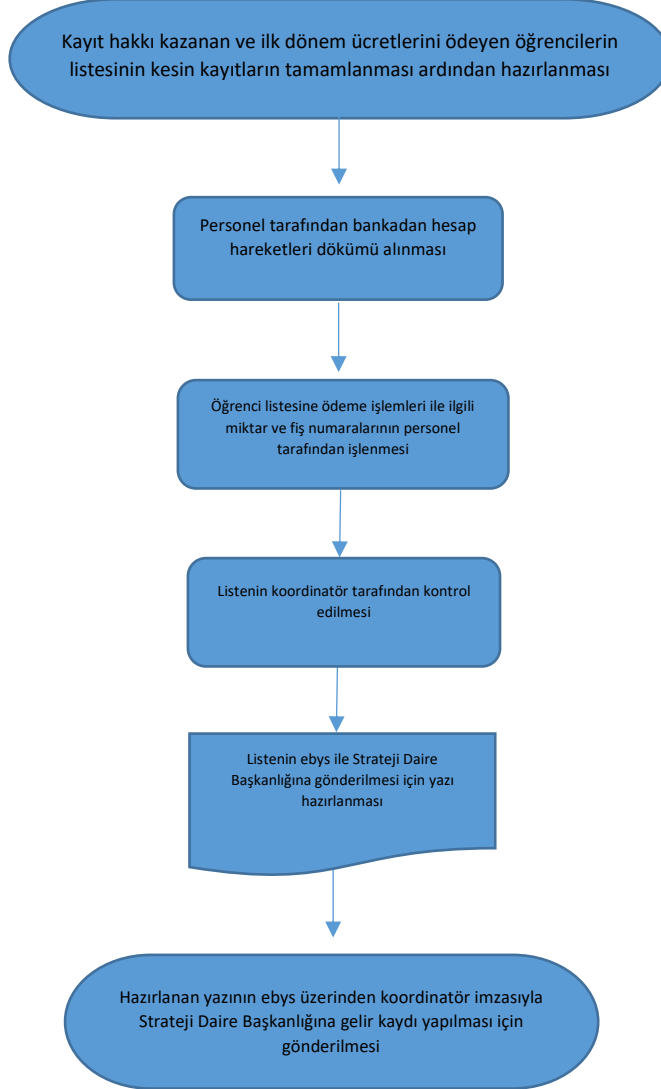 Kayıt hakkı kazanan ve ilk dönem ücretlerini ödeyen öğrencilerin
listesinin kesin kayıtların tamamlanması ardından hazırlanması
Personel tarafından bankadan hesap
hareketleri dökümü alınması
Öğrenci listesine ödeme işlemleri ile ilgili
miktar ve fiş numaralarının personel
tarafından işlenmesi
Listenin koordinatör tarafından kontrol
edilmesi
Listenin ebys ile Strateji Daire
Başkanlığına gönderilmesi için yazı
hazırlanması
Hazırlanan yazının ebys üzerinden koordinatör imzasıyla
Strateji Daire Başkanlığına gelir kaydı yapılması için
gönderilmesi